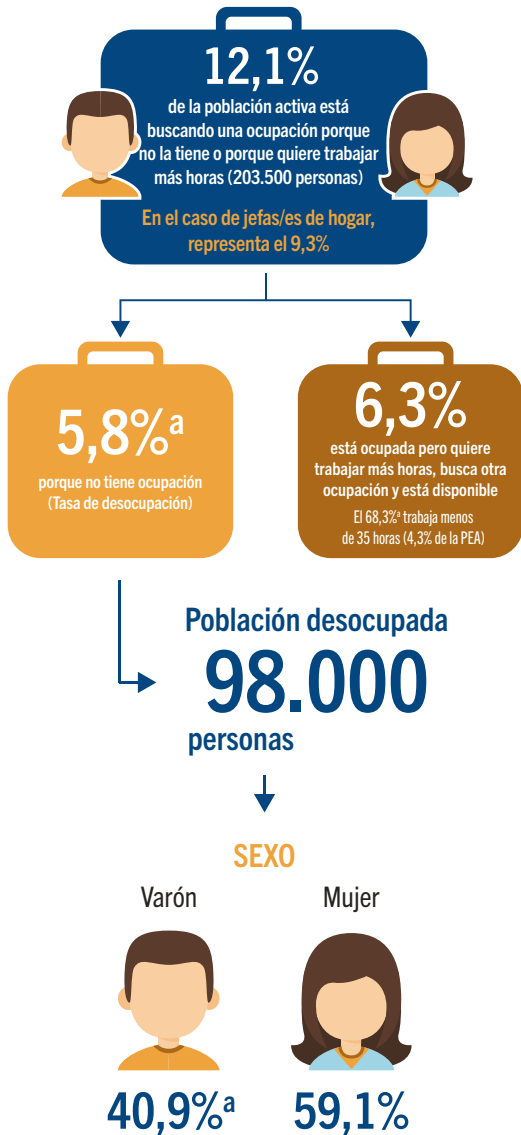 12,1%
de la población activa está
buscando una ocupación porque
no la tiene o porque quiere trabajar
más horas (203.500 personas)
En el caso de jefas/es de hogar,
representa el 9,3%
5,8%ª
porque no tiene ocupación
(Tasa de desocupación)
6,3%
está ocupada pero quiere
trabajar más horas, busca otra
ocupación y está disponible
El 68,3%ª trabaja menos
de 35 horas (4,3% de la PEA)
Población desocupada
98.000
personas
SEXO
Varón
Mujer
40,9%ª
59,1%